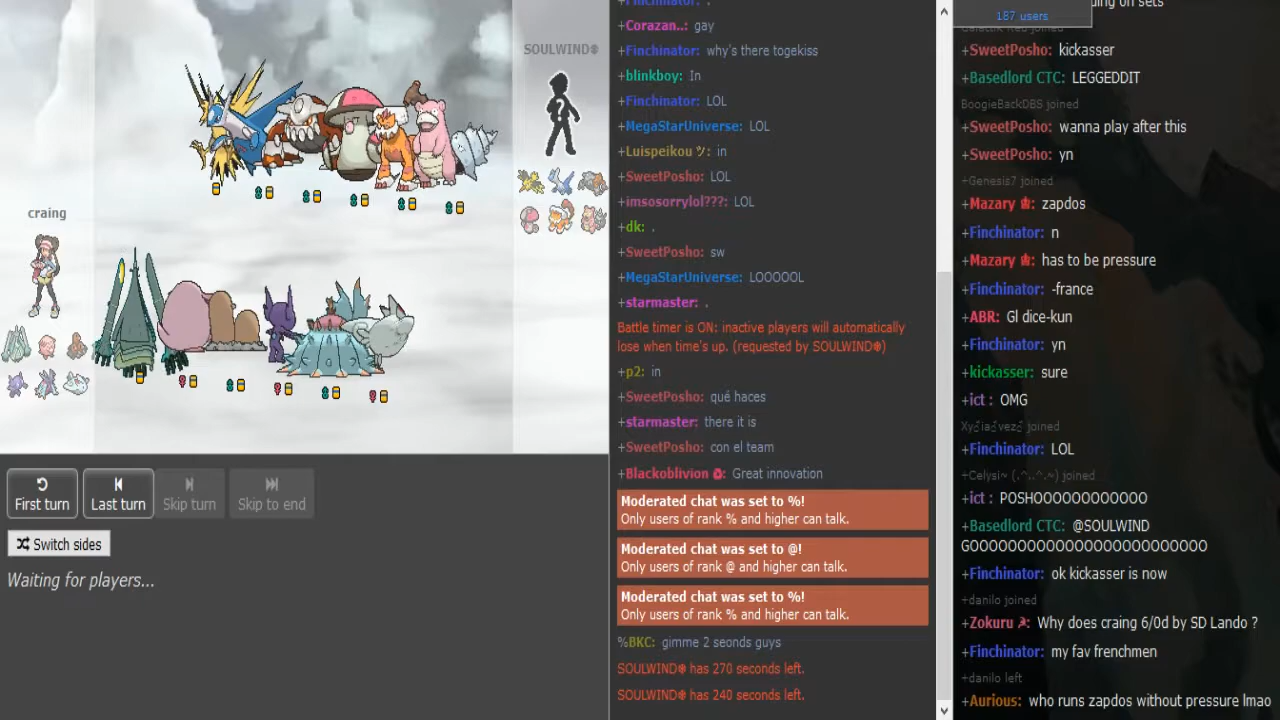 SOULWIND❄
craing
First turn
Last turn
Skip turn
Skip to end
Switch sides
Waiting for players...
+Finchinator: .
+Corazan..: gay
+Finchinator: why's there togekiss
+blinkboy: In
+Finchinator: LOL
+MegaStarUniverse: LOL
+Luispeikou ツ: in
+SweetPosho: LOL
+imsosorrylol???: LOL
+dk: .
+SweetPosho: sw
+MegaStarUniverse: LOOOOOL
+starmaster: .
Battle timer is ON: inactive players will automatically
lose when time's up. (requested by SOULWIND❄)
+p2: in
+SweetPosho: qué haces
+starmaster: there it is
+SweetPosho: con el team
+Blackoblivion: Great innovation
Moderated chat was set to %!
Only users of rank % and higher can talk.
Moderated chat was set to @!
Only users of rank @ and higher can talk.
Moderated chat was set to %!
Only users of rank % and higher can talk.
%BKC: gimme 2 seonds guys
SOULWIND❄ has 270 seconds left.
SOULWIND❄ has 240 seconds left.
187 users
ing on sets
+SweetPosho: kickasser
+Basedlord CTC: LEGGEDDIT
BoogieBackDBS joined
+SweetPosho: wanna play after this
+SweetPosho: yn
+Genesis7 joined
+Mazary: zapdos
+Finchinator: n
+Mazary: has to be pressure
+Finchinator: -france
+ABR: Gl dice-kun
+Finchinator: yn
+kickasser: sure
+ict : OMG
joined
+Finchinator: LOL
+Celysi~ (.^..^.~) joined
+ict : POSHOOOOOOOOOOOO
+Basedlord CTC: @SOULWIND
GOOOOOOOOOOOOOOOOOOOOOOOOO
+Finchinator: ok kickasser is now
+danilo joined
+Zokuru: Why does craing 6/0d by SD Lando ?
+Finchinator: my fav frenchmen
+danilo left
+Aurious: who runs zapdos without pressure lmao